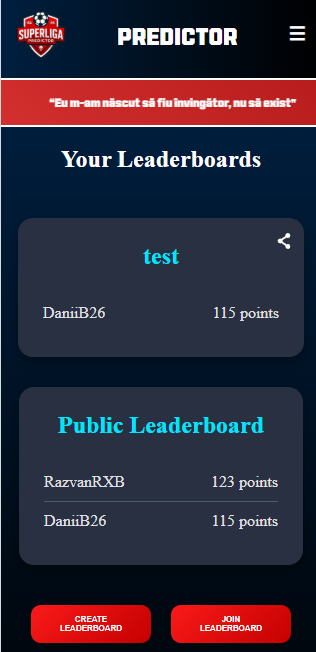 SUPERLIGA
PREDICTOR
PREDICTOR
"Eu m-am născut să fiu învingător, nu să exist"
Your Leaderboards
test
DaniiB26 115 points
Public Leaderboard
RazvanRXB 123 points
DaniiB26 115 points
CREATE LEADERBOARD
JOIN LEADERBOARD